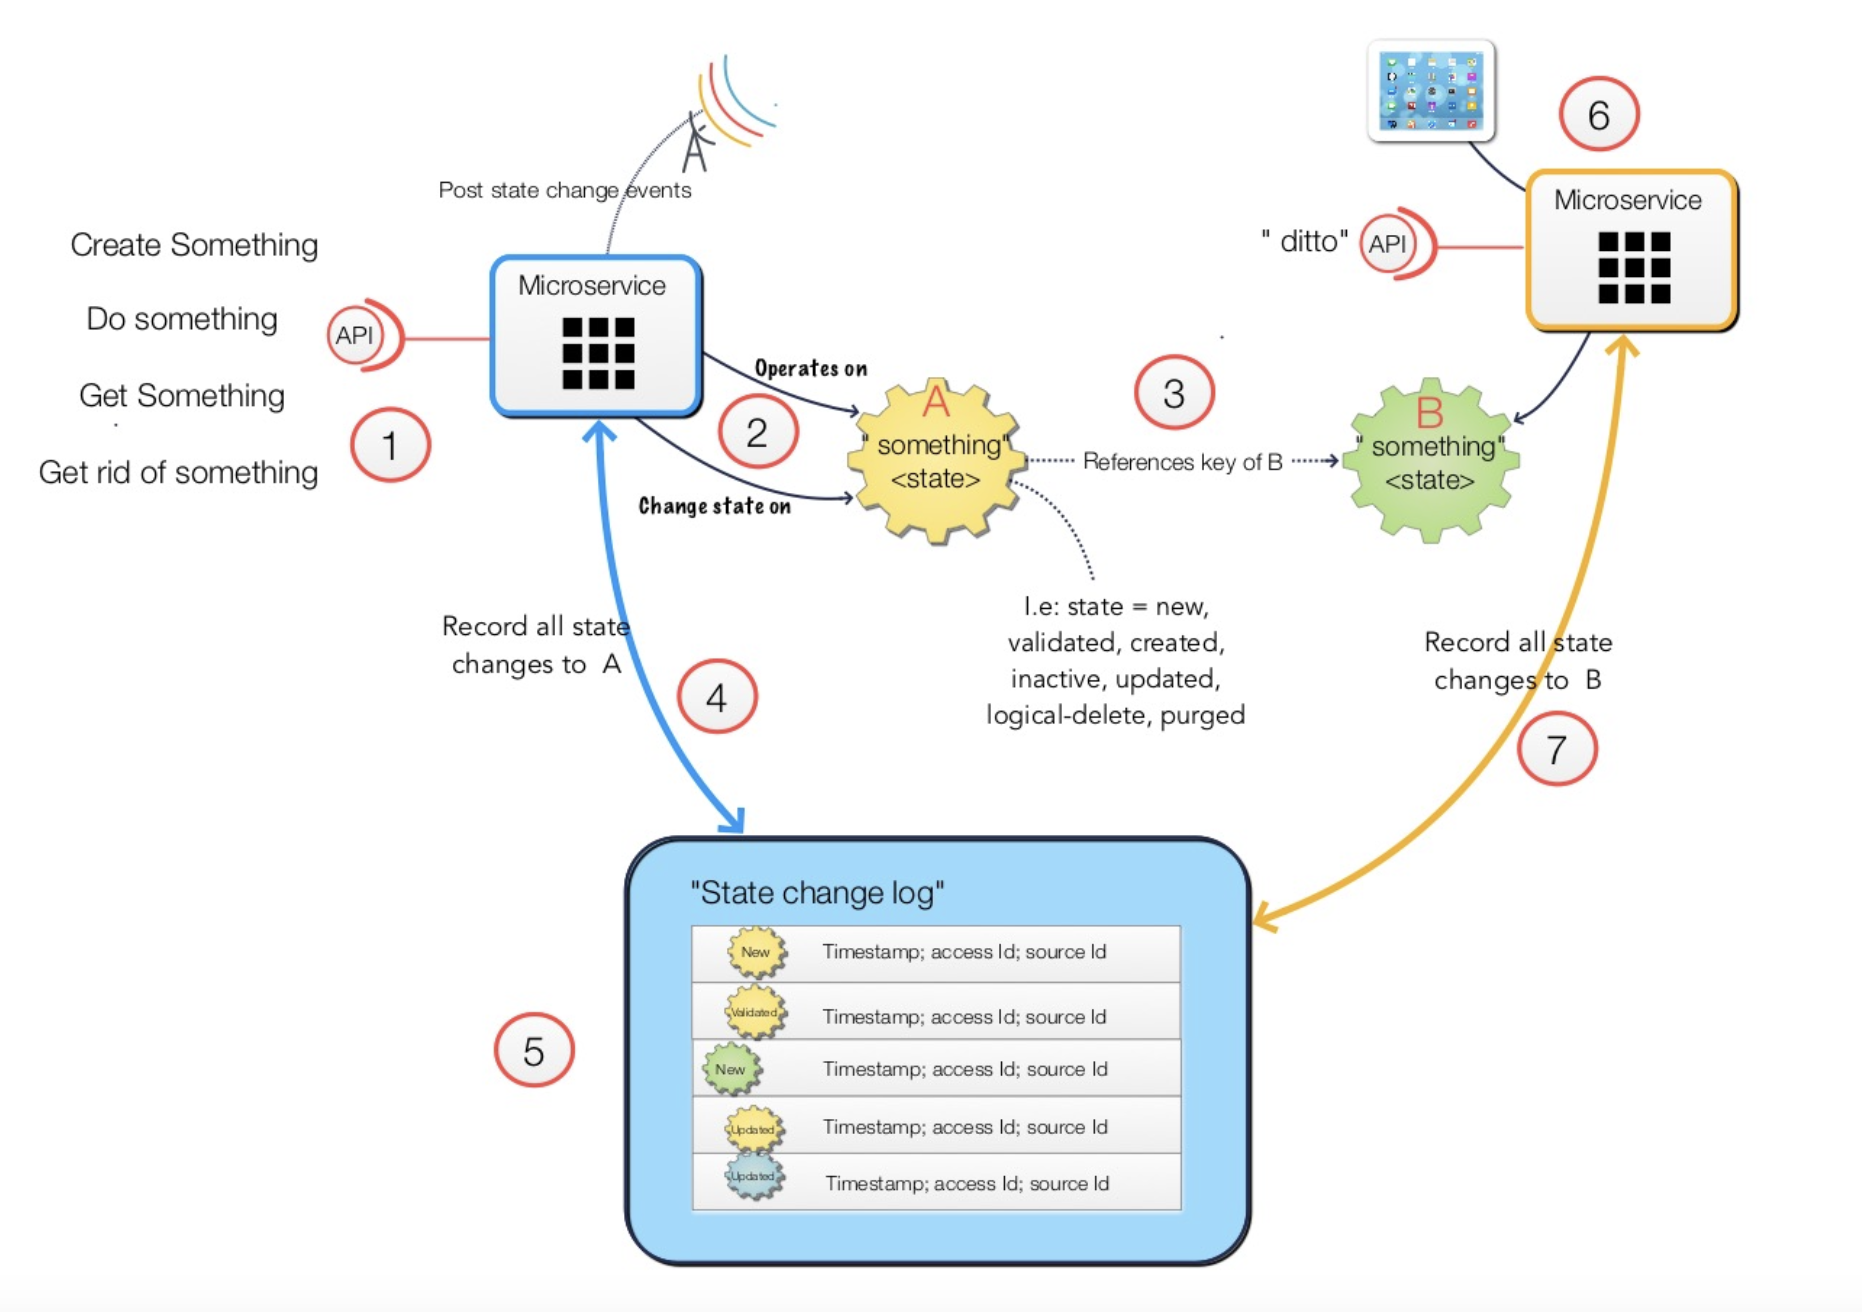 Post state change events
Create Something
Do something
Get Something
Get rid of something
API
1
Microservice
Operates on
2
Change state on
A
" something"
<state>
3
References key of B
B
" something"
<state>
6
Microservice
" ditto"
API
I.e: state = new,
validated, created,
inactive, updated,
logical-delete, purged
Record all state
changes to A
4
Record all state
changes to B
7
"State change log"
New Timestamp; access Id; source Id
Validated Timestamp; access Id; source Id
New Timestamp; access Id; source Id
Updated Timestamp; access Id; source Id
Updated Timestamp; access Id; source Id
5